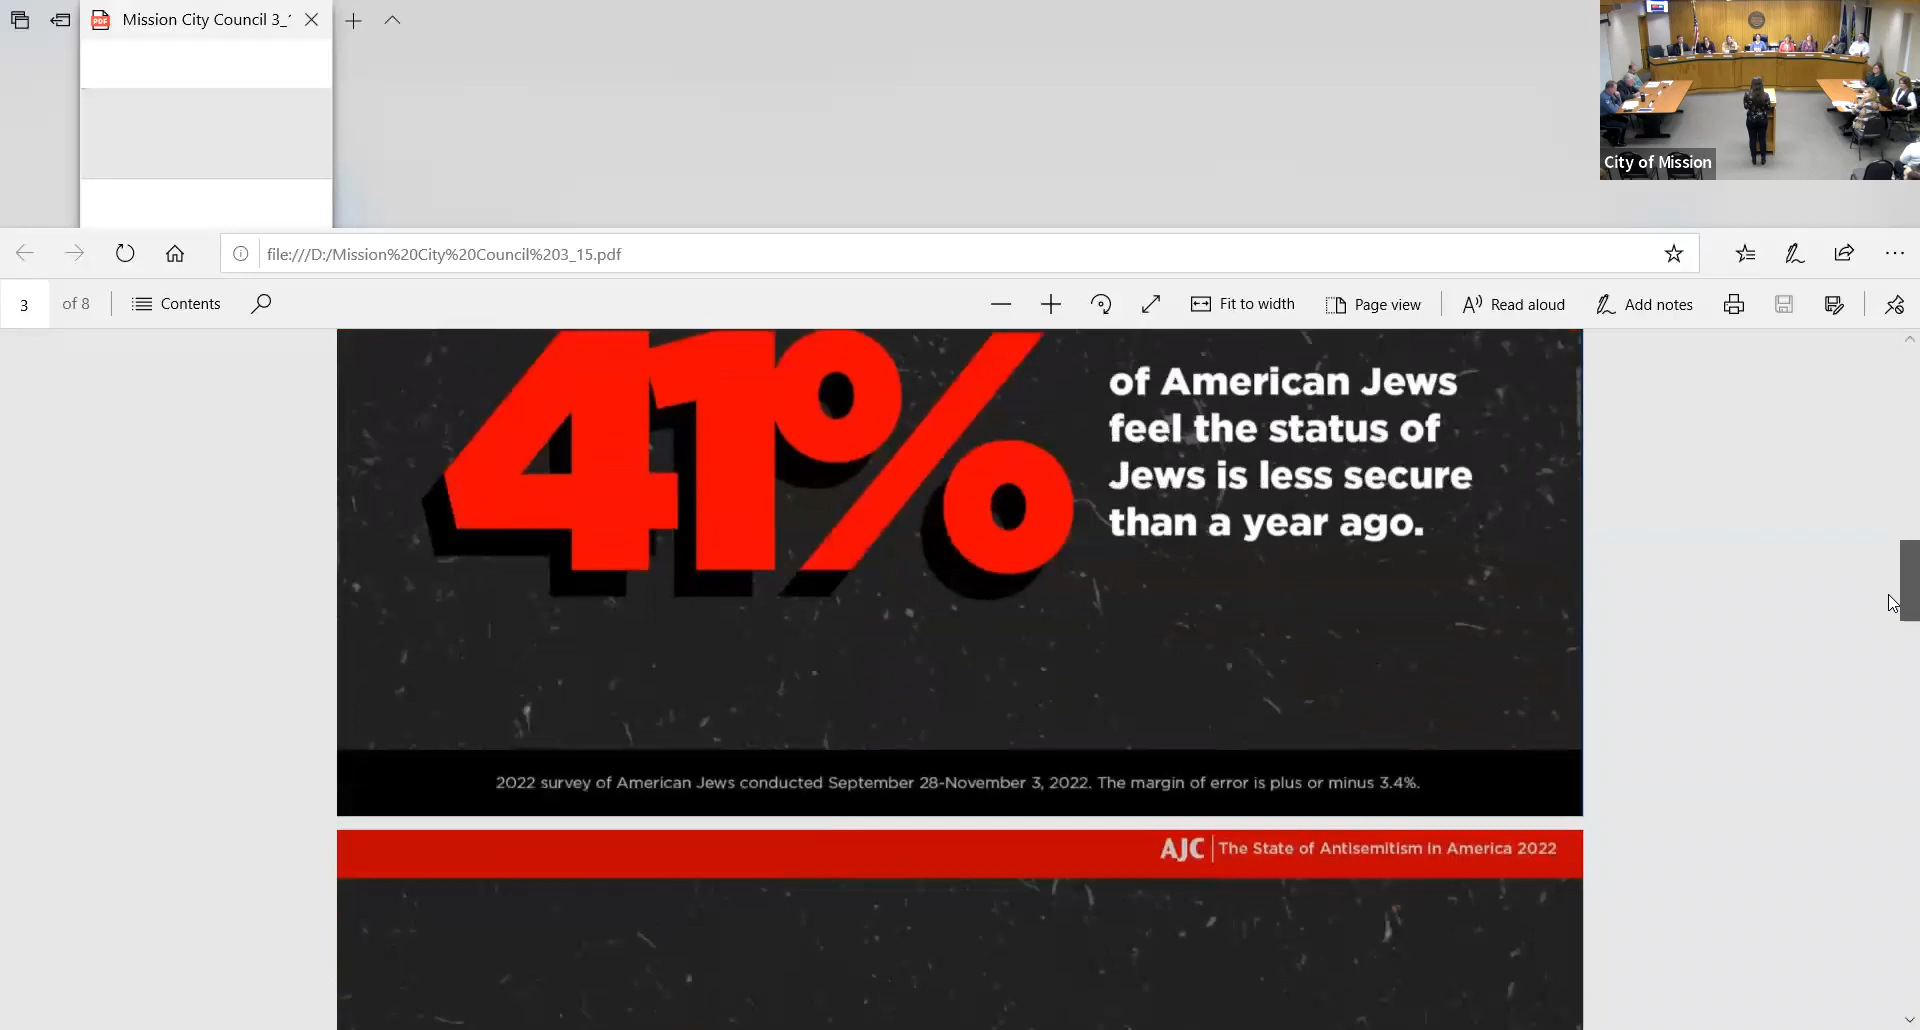 Mission City Council 3_1
City of Mission
file:///D:/Mission%20City%20Council%203_15.pdf
3 of 8 Contents Fit to width Page view Read aloud Add notes
41%
of American Jews
feel the status of
Jews is less secure
than a year ago.
2022 survey of American Jews conducted September 28-November 3, 2022. The margin of error is plus or minus 3.4%.
AJC The State of Antisemitism in America 2022